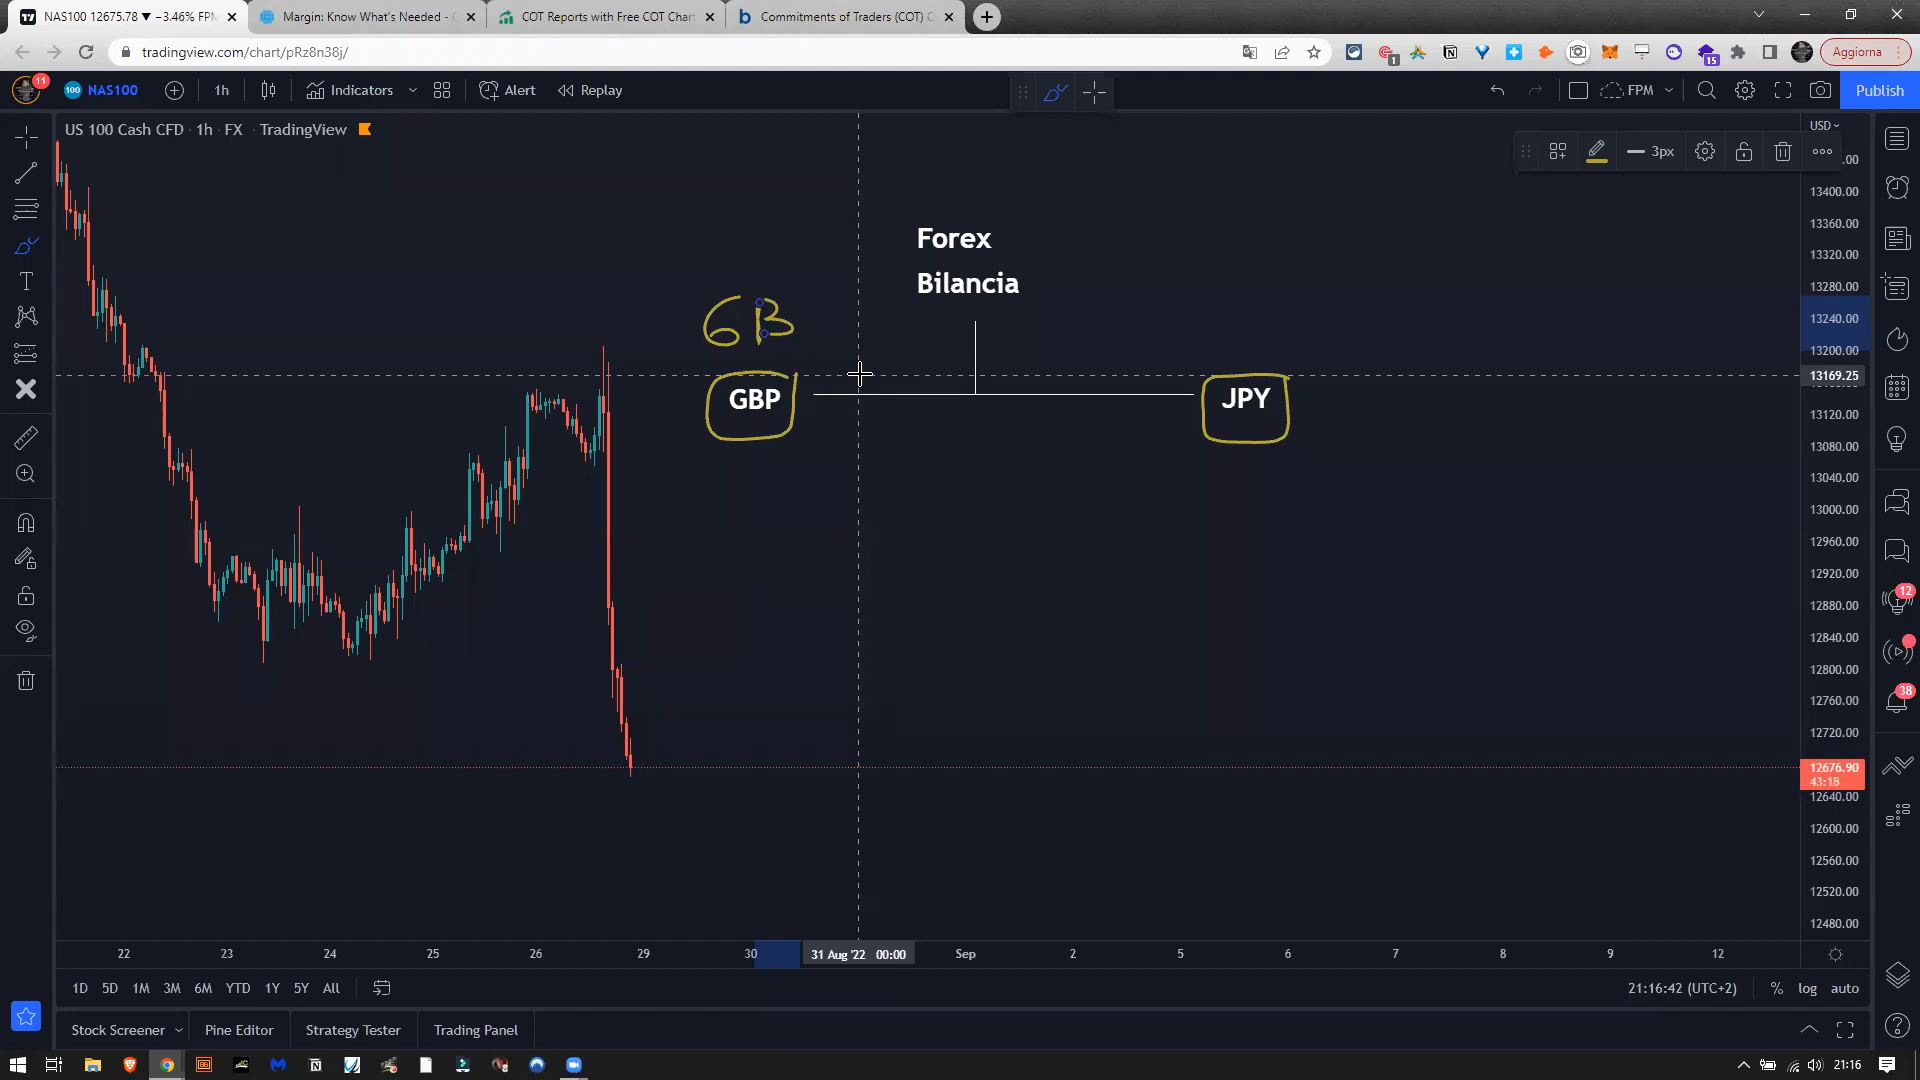 NAS100 12675.78 ▼ −3.46% FPM
Margin: Know What's Needed -
COT Reports with Free COT Chart
b Commitments of Traders (COT) C
tradingview.com/chart/pRz8n38j/
1
15
Aggiorna
11
100 NAS100
1h
Indicators
Alert
Replay
FPM
Publish
US 100 Cash CFD · 1h · FX · TradingView
USD
3px
Forex
Bilancia
6B
GBP
JPY
13400.00
13360.00
13320.00
13280.00
13240.00
13200.00
13169.25
13120.00
13080.00
13040.00
13000.00
12960.00
12920.00
12880.00
12840.00
12800.00
12760.00
12720.00
12676.90
43:18
12640.00
12600.00
12560.00
12520.00
12480.00
12
38
22 23 24 25 26 29 30 31 Aug '22 00:00 Sep 2 5 6 7 8 9 12
1D 5D 1M 3M 6M YTD 1Y 5Y All
21:16:42 (UTC+2) % log auto
Stock Screener Pine Editor Strategy Tester Trading Panel
21:16